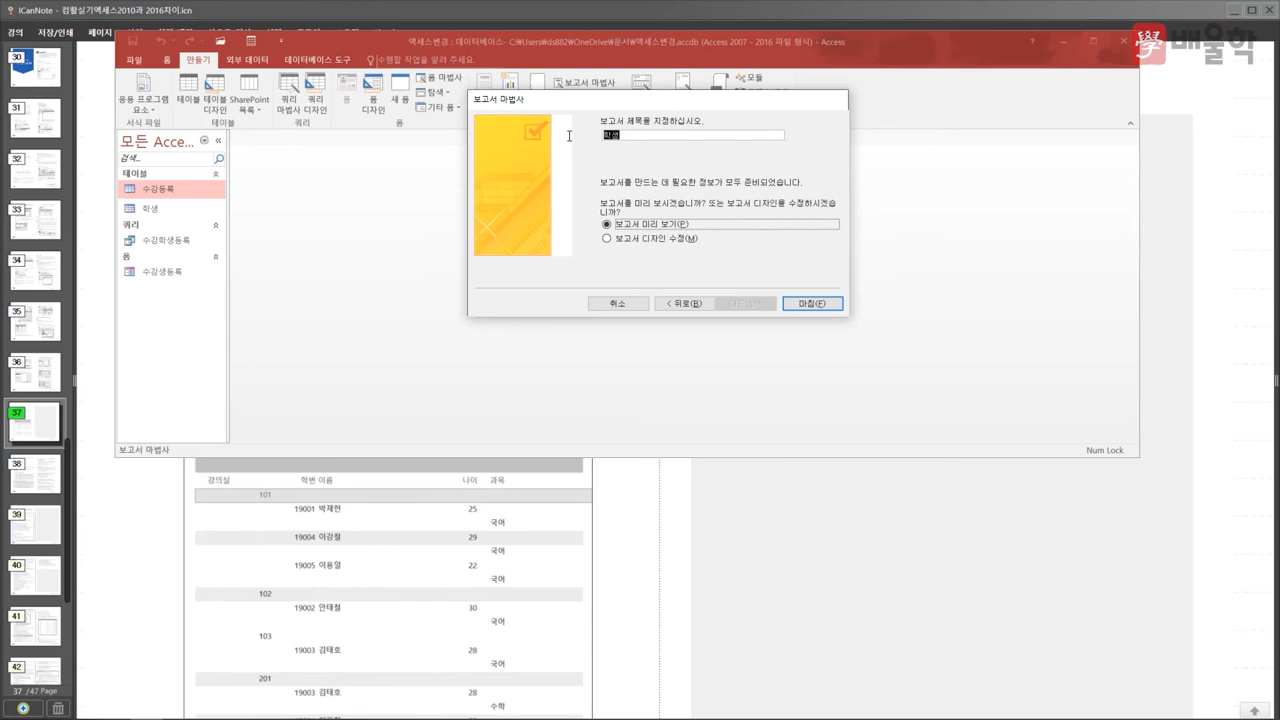 ICanNote - 컴활실기액세스2010과 2016차이.icn
강의 저장/인쇄 페이지
액세스변경 : 데이터베이스- C:₩Users₩ds882₩OneDrive₩문서₩액세스변경.accdb (Access 2007 - 2016 파일 형식) - Access
學 배울학
파일 홈 만들기 외부 데이터 데이터베이스 도구 수행할 작업을 알려 주세요.
폼 마법사
탐색
기타 폼
보고서 마법사
모듈
응용 프로그램 요소
테이블
테이블 디자인
SharePoint 목록
쿼리 마법사
쿼리 디자인
폼
폼 디자인
새 폼
서식 파일 테이블 쿼리 폼
모든 Acce...
검색...
테이블
수강등록
학생
쿼리
수강학생등록
폼
수강생등록
보고서 마법사
보고서 제목을 지정하십시오.
학생
보고서를 만드는 데 필요한 정보가 모두 준비되었습니다.
보고서를 미리 보시겠습니까? 또는 보고서 디자인을 수정하시겠습
니까?
보고서 미리 보기(P)
보고서 디자인 수정(M)
취소 < 뒤로(B) 마침(F)
보고서 마법사 Num Lock
강의실 학번 이름 나이 과목
101
19001 박재현 25
국어
19004 이강철 29
국어
19005 이용일 22
국어
102
19002 안태철 30
국어
103
19003 김태호 28
국어
201
19003 김태호 28
수학
30
31
32
33
34
35
36
37
38
39
40
41
42
37 /47 Page